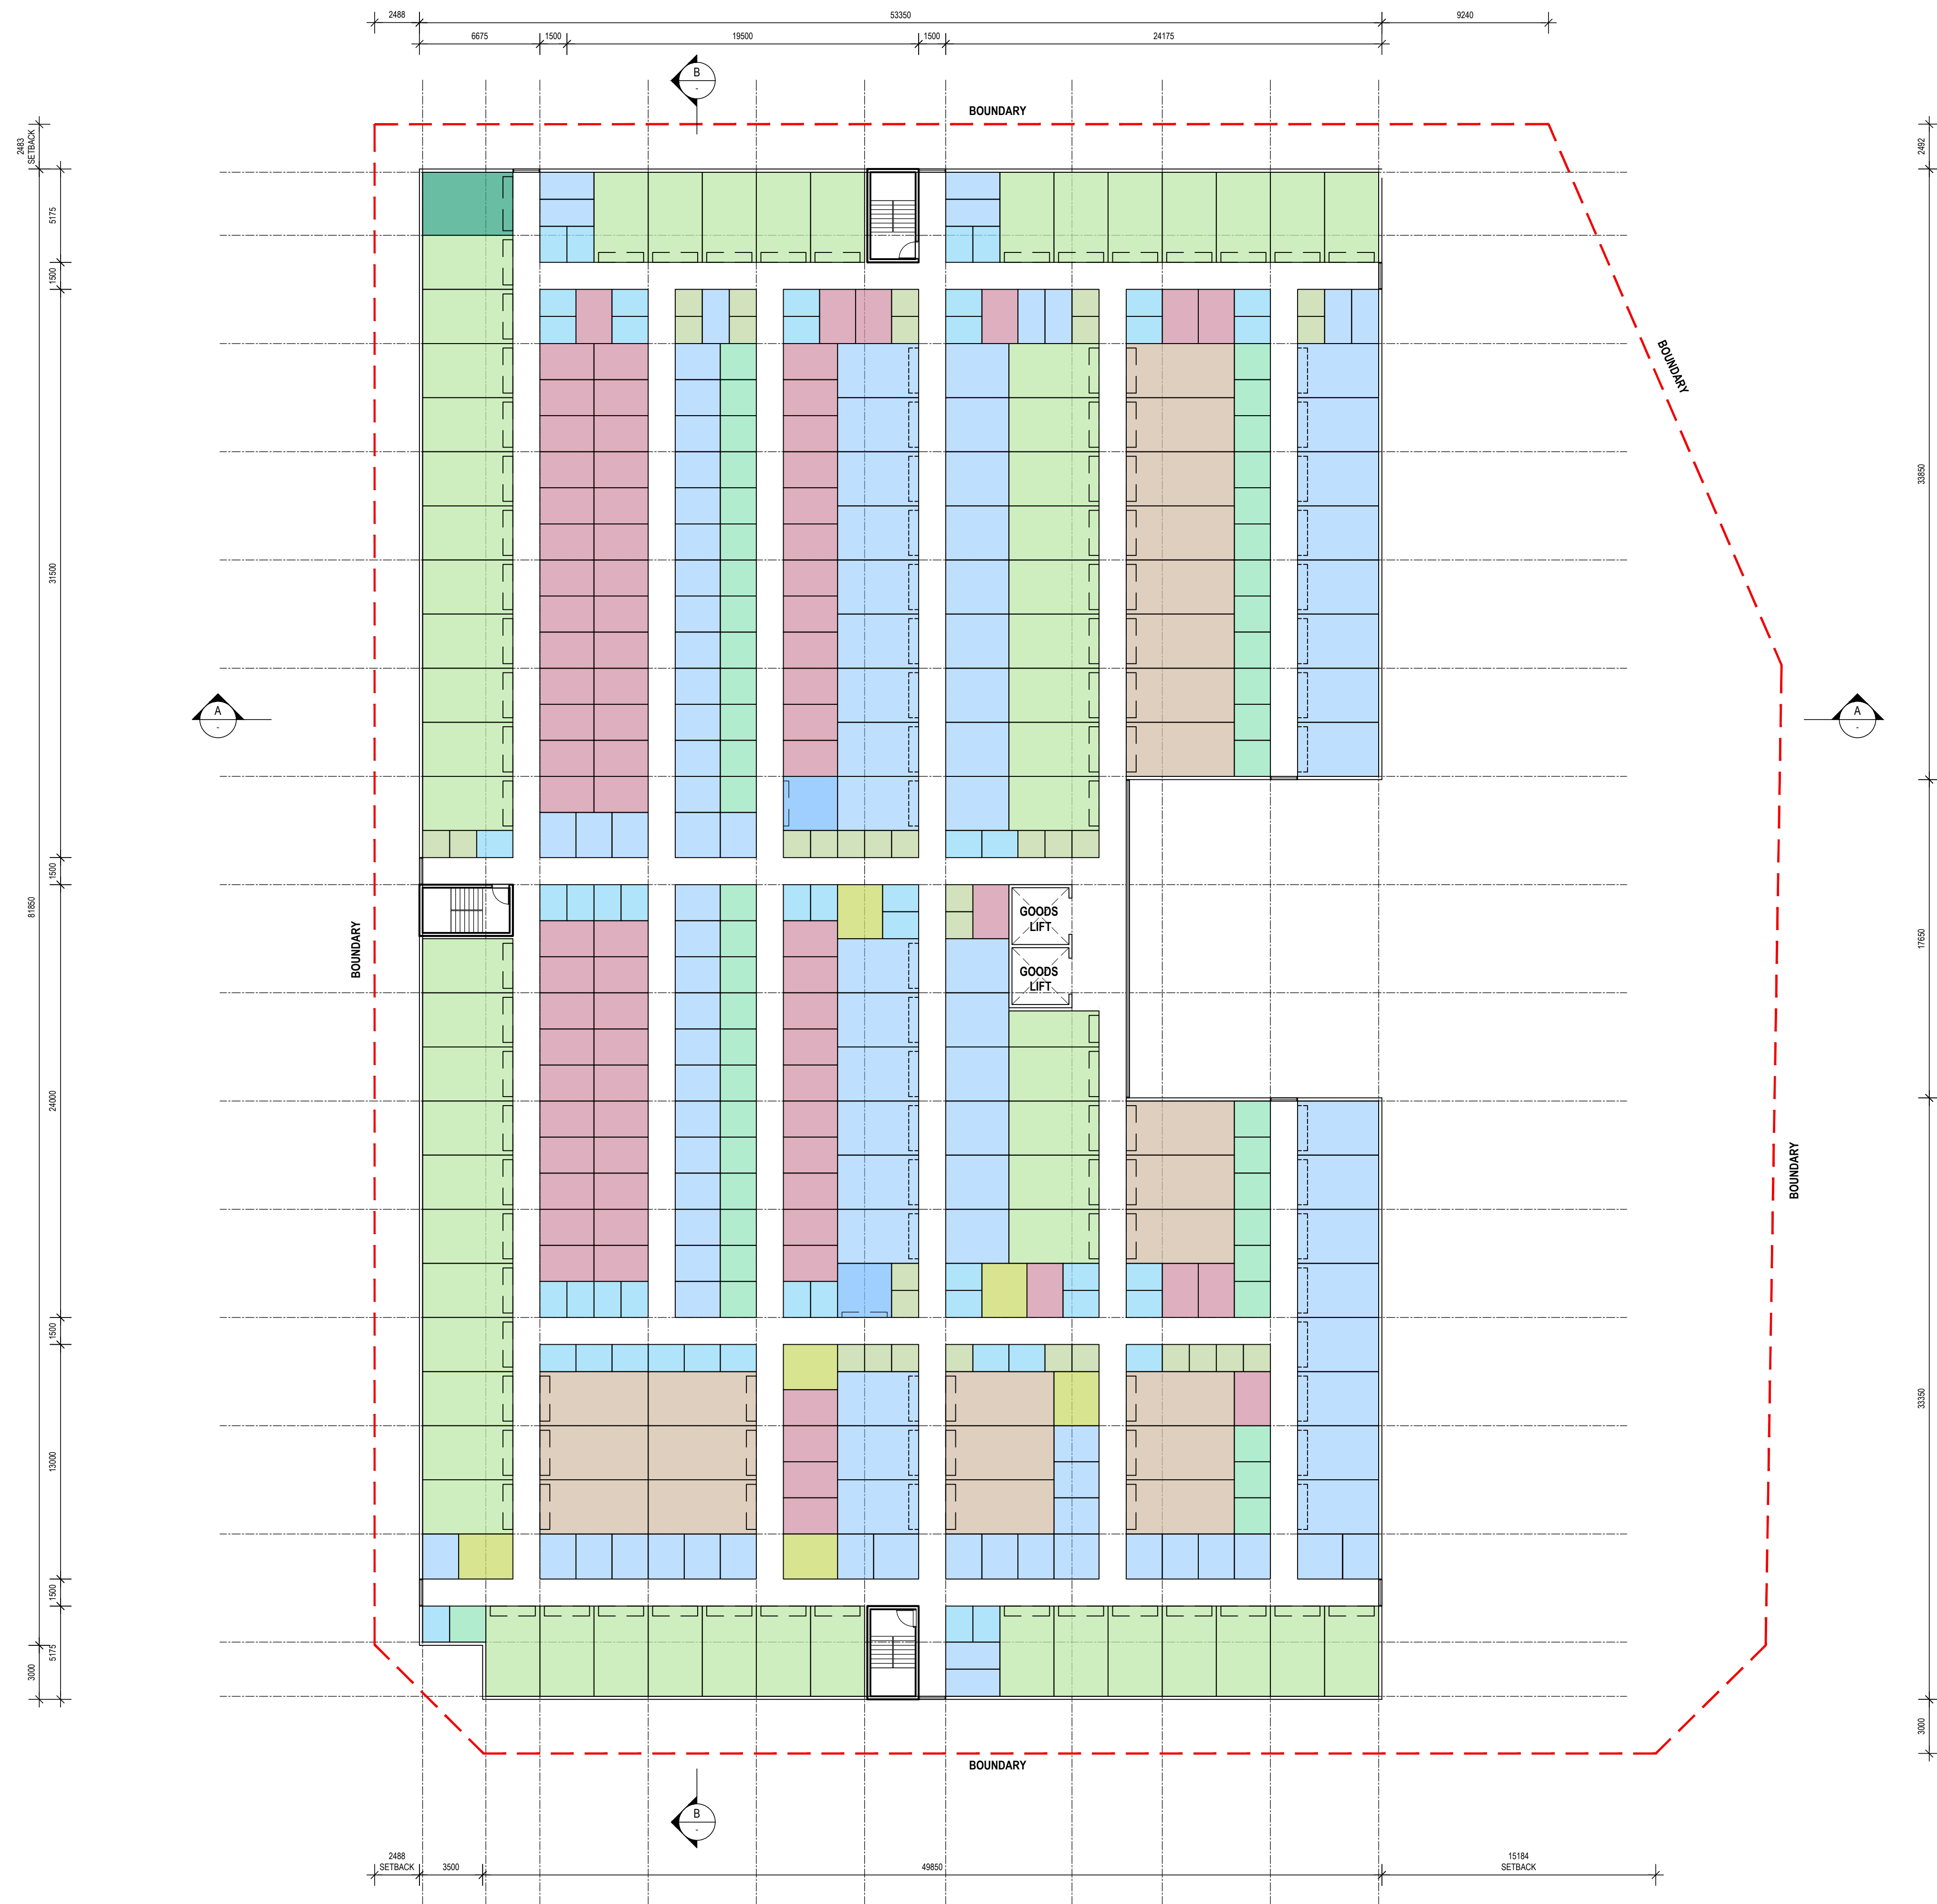 2488
53350
9240
6675
1500
19500
1500
24175
B
-
BOUNDARY
2483
SETBACK
2492
5175
1500
BOUNDARY
33850
31500
A
-
A
-
1500
81850
GOODS
LIFT
BOUNDARY
17650
GOODS
LIFT
24000
BOUNDARY
1500
33350
13000
1500
5175
3000
3000
BOUNDARY
B
-
2488
SETBACK
3500
49850
15184
SETBACK